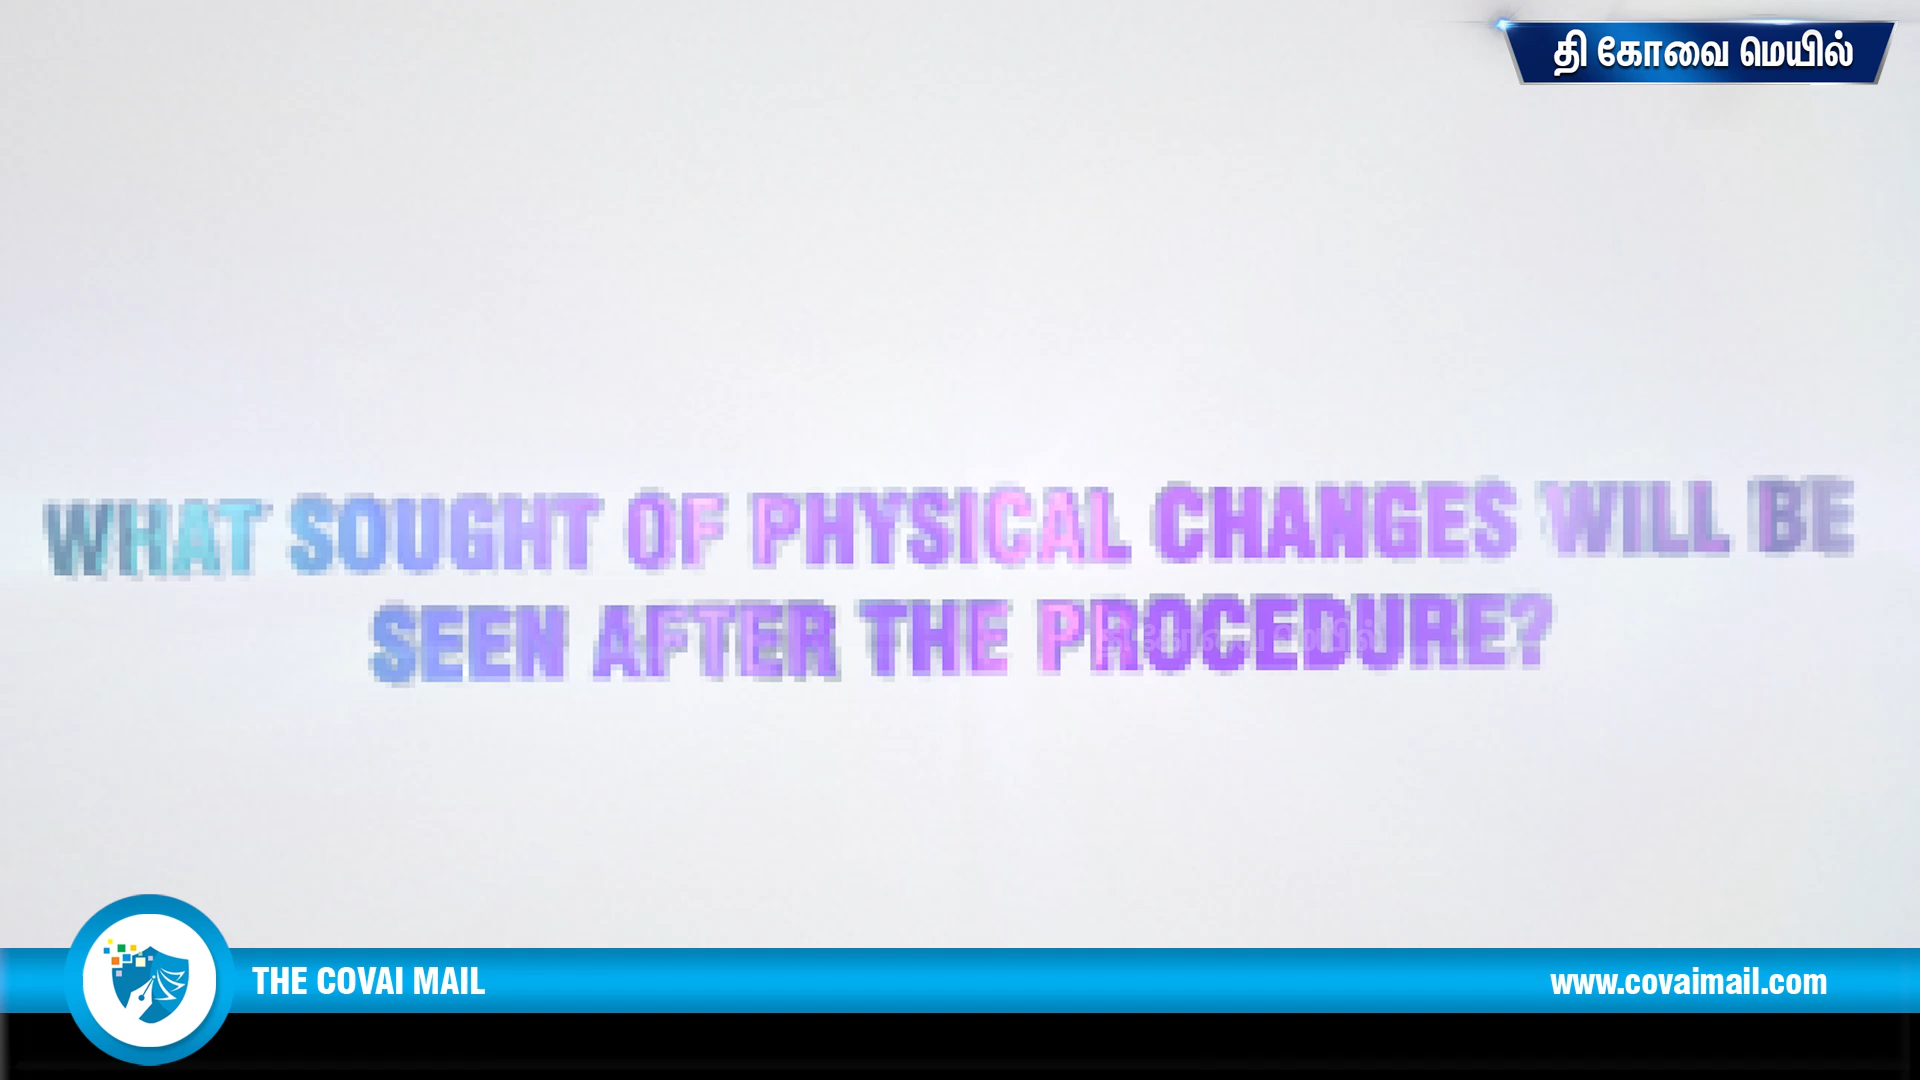 தி கோவை மெயில்
WHAT SOUGHT OF PHYSICAL CHANGES WILL BE
SEEN AFTER THE PROCEDURE?
தி கோவை மெயில்
THE COVAI MAIL
www.covaimail.com